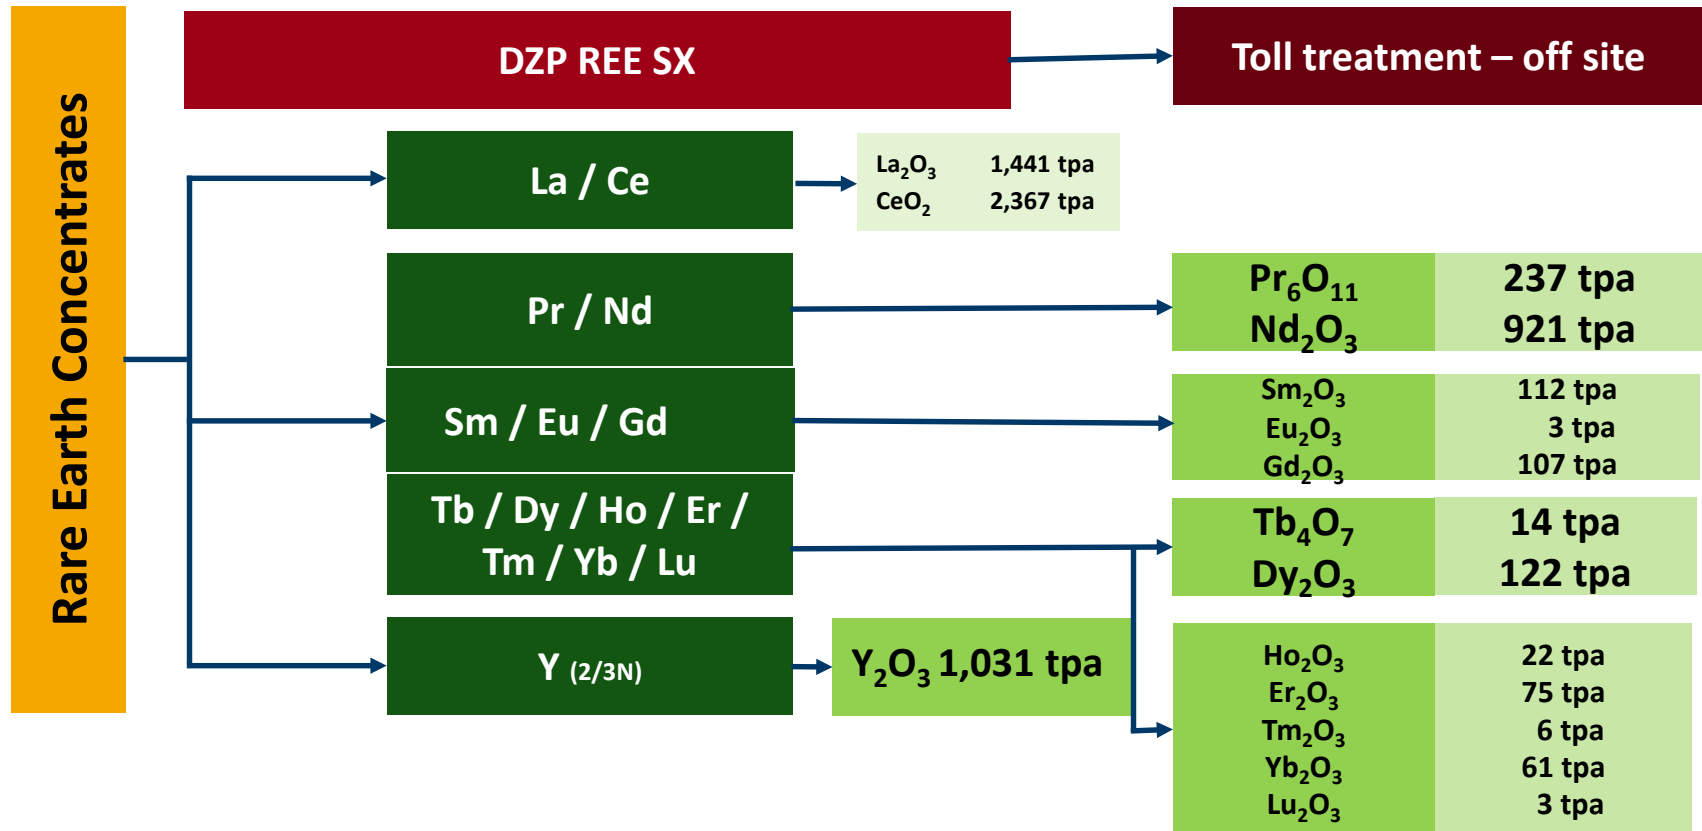 Rare Earth Concentrates
DZP REE SX
Toll treatment – off site
La / Ce
La₂O₃ 1,441 tpa
CeO₂ 2,367 tpa
Pr / Nd
Pr₆O₁₁ 237 tpa
Nd₂O₃ 921 tpa
Sm / Eu / Gd
Sm₂O₃ 112 tpa
Eu₂O₃ 3 tpa
Gd₂O₃ 107 tpa
Tb / Dy / Ho / Er /
Tm / Yb / Lu
Tb₄O₇ 14 tpa
Dy₂O₃ 122 tpa
Y (2/3N)
Y₂O₃ 1,031 tpa
Ho₂O₃ 22 tpa
Er₂O₃ 75 tpa
Tm₂O₃ 6 tpa
Yb₂O₃ 61 tpa
Lu₂O₃ 3 tpa